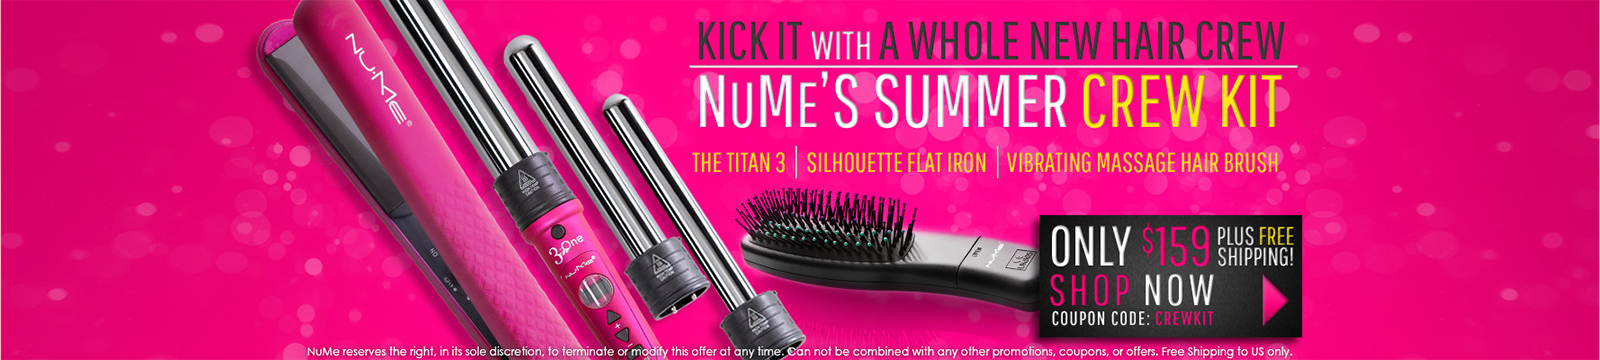 KICK IT WITH A WHOLE NEW HAIR CREW
NUME'S SUMMER CREW KIT
THE TITAN 3 | SILHOUETTE FLAT IRON | VIBRATING MASSAGE HAIR BRUSH
NUME®
3-in-One
NUME
ONLY $159 PLUS FREE SHIPPING!
SHOP NOW
COUPON CODE: CREWKIT
NuMe reserves the right, in its sole discretion, to terminate or modify this offer at any time. Can not be combined with any other promotions, coupons, or offers. Free Shipping to US only.